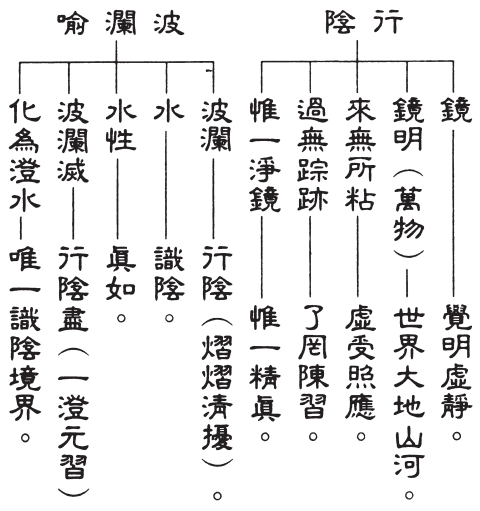 行陰
鏡——覺明虛靜。
鏡明(萬物)—世界大地山河。
來無所粘——虛受照應。
過無踪跡——了罔陳習。
惟一淨鏡——惟一精真。
波瀾喻
波瀾——行陰(熠熠清擾)。
水——識陰。
水性——真如。
波瀾滅——行陰盡(一澄元習)
化為澄水—唯一識陰境界。